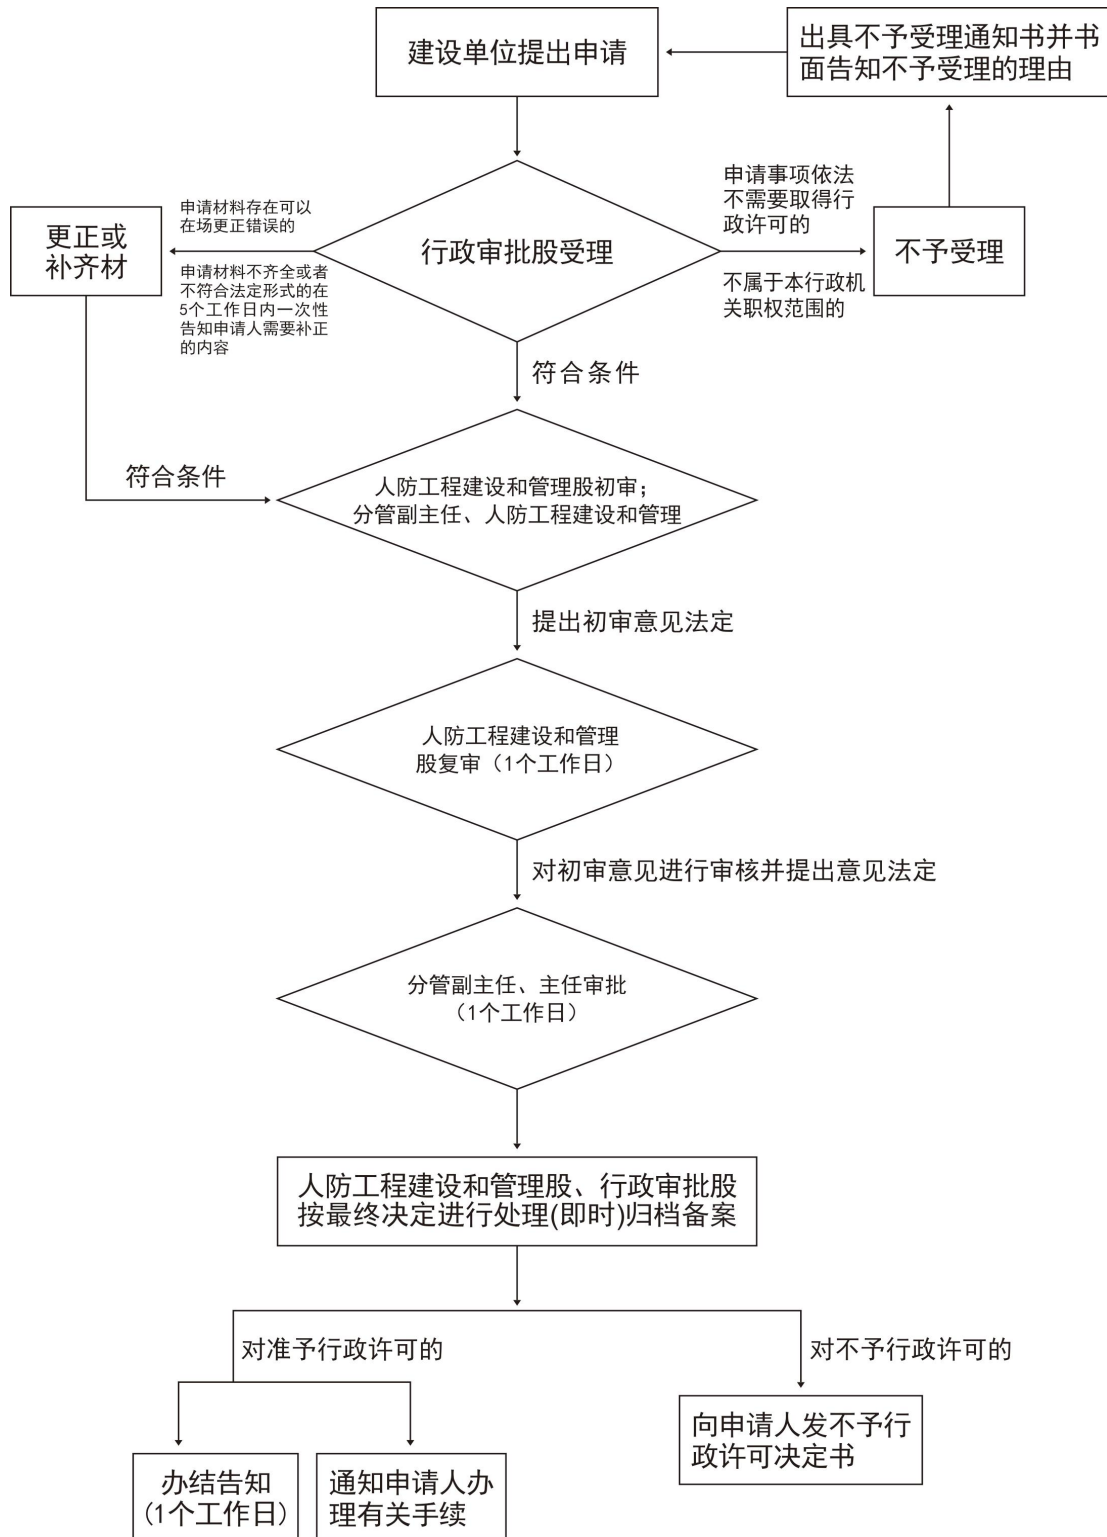 建设单位提出申请
出具不予受理通知书并书
面告知不予受理的理由
申请材料存在可以
在场更正错误的
申请事项依法
不需要取得行
政许可的
更正或
补齐材
行政审批股受理
不予受理
申请材料不齐全或者
不符合法定形式的在
5个工作日内一次性
告知申请人需要补正
的内容
不属于本行政机
关职权范围的
符合条件
符合条件
人防工程建设和管理股初审；
分管副主任、人防工程建设和管理
提出初审意见法定
人防工程建设和管理
股复审（1个工作日）
对初审意见进行审核并提出意见法定
分管副主任、主任审批
（1个工作日）
人防工程建设和管理股、行政审批股
按最终决定进行处理(即时)归档备案
对准予行政许可的
对不予行政许可的
向申请人发不予行
政许可决定书
办结告知
(1个工作日)
通知申请人办
理有关手续